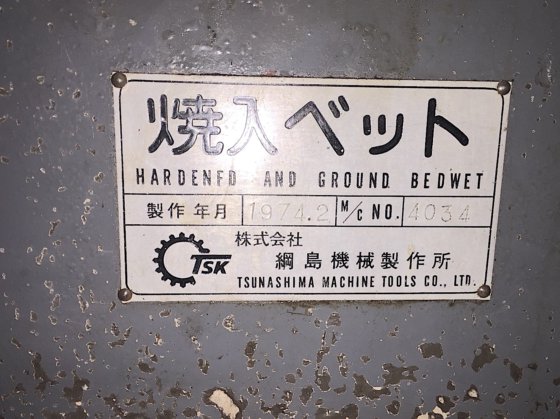 焼入ベット
HARDENFD AND GROUND BEDWET
製作年月 1974.2 M/C NO. 4034
TSK
株式会社
綱島機械製作所
TSUNASHIMA MACHINE TOOLS CO., LTD.